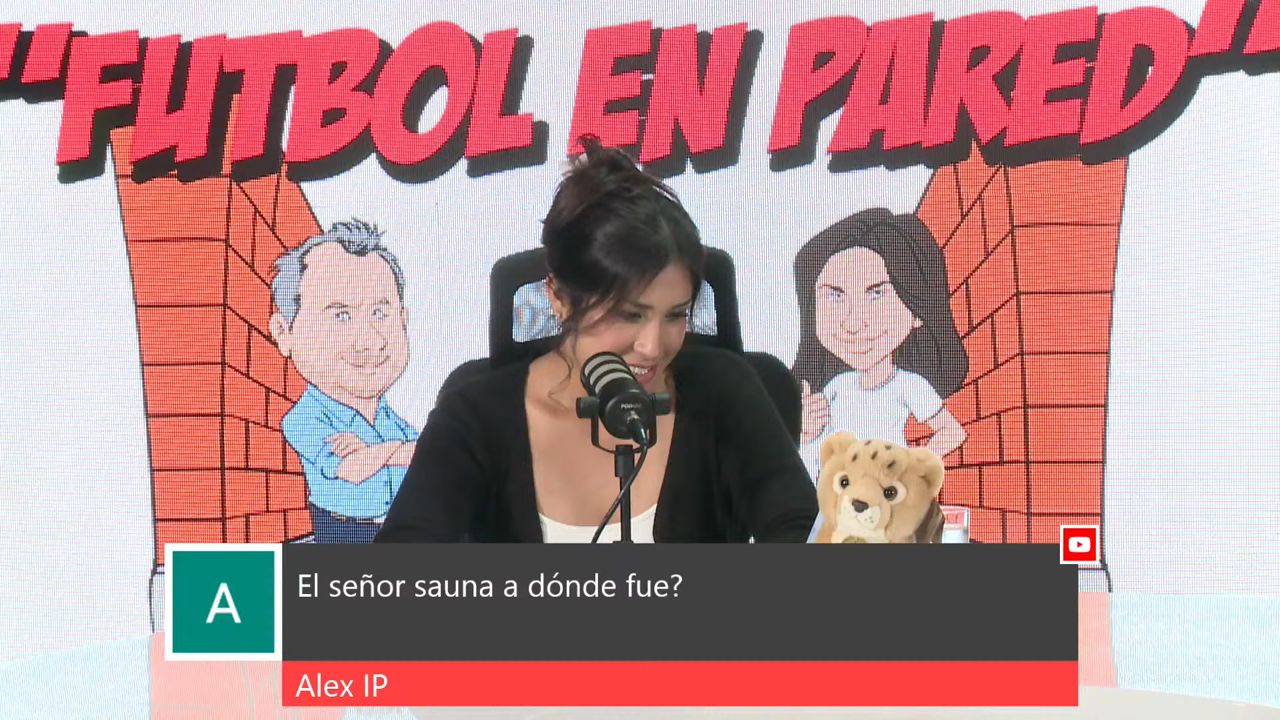 "FUTBOL EN PARED"
El señor sauna a dónde fue?
A
Alex IP